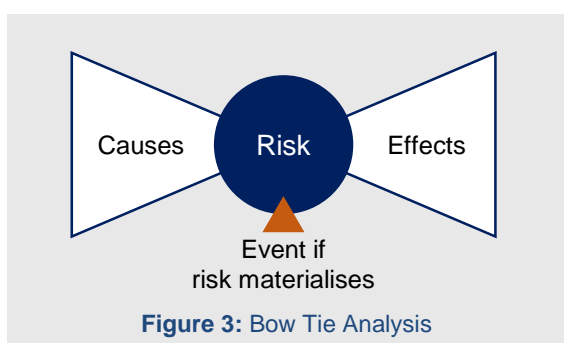 Causes
Risk
Effects
Event if
risk materialises
Figure 3: Bow Tie Analysis